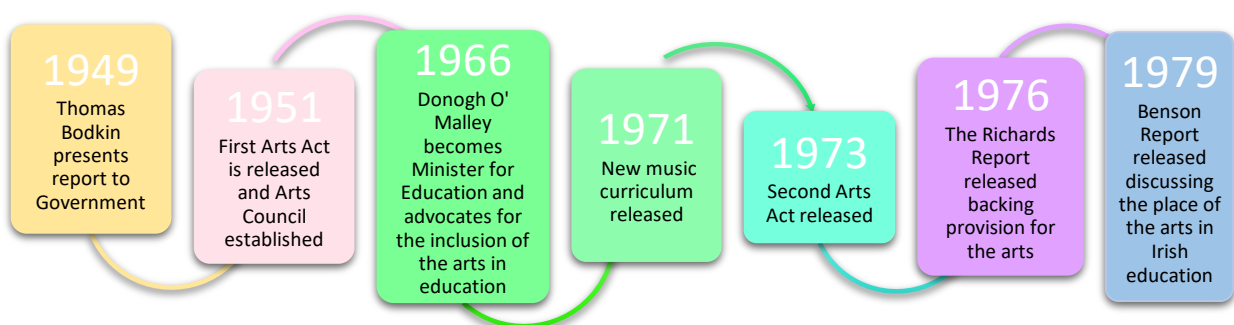 1949
Thomas
Bodkin
presents
report to
Government
1951
First Arts Act
is released
and Arts
Council
established
1966
Donogh O'
Malley
becomes
Minister for
Education and
advocates for
the inclusion of
the arts in
education
1971
New music
curriculum
released
1973
Second Arts
Act released
1976
The Richards
Report
released
backing
provision for
the arts
1979
Benson
Report
released
discussing
the place of
the arts in
Irish
education